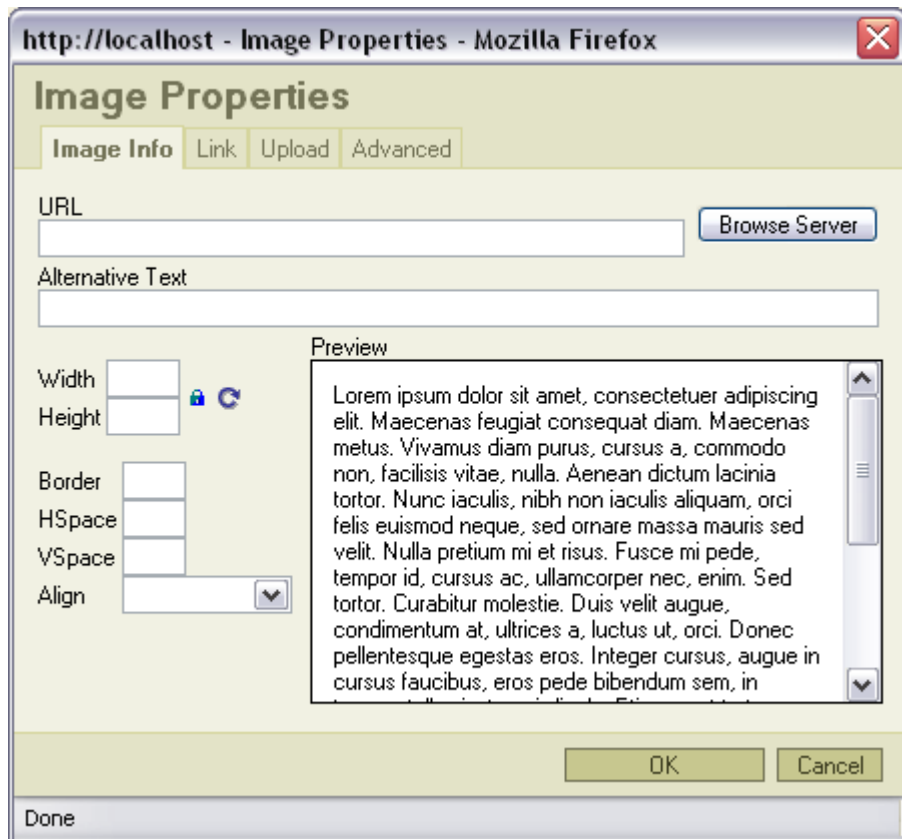 http://localhost - Image Properties - Mozilla Firefox
Image Properties
Image Info Link Upload Advanced
URL
Browse Server
Alternative Text
Preview
Width
Height
Border
HSpace
VSpace
Align
Lorem ipsum dolor sit amet, consectetuer adipiscing
elit. Maecenas feugiat consequat diam. Maecenas
metus. Vivamus diam purus, cursus a, commodo
non, facilisis vitae, nulla. Aenean dictum lacinia
tortor. Nunc iaculis, nibh non iaculis aliquam, orci
felis euismod neque, sed ornare massa mauris sed
velit. Nulla pretium mi et risus. Fusce mi pede,
tempor id, cursus ac, ullamcorper nec, enim. Sed
tortor. Curabitur molestie. Duis velit augue,
condimentum at, ultrices a, luctus ut, orci. Donec
pellentesque egestas eros. Integer cursus, augue in
cursus faucibus, eros pede bibendum sem, in
OK Cancel
Done